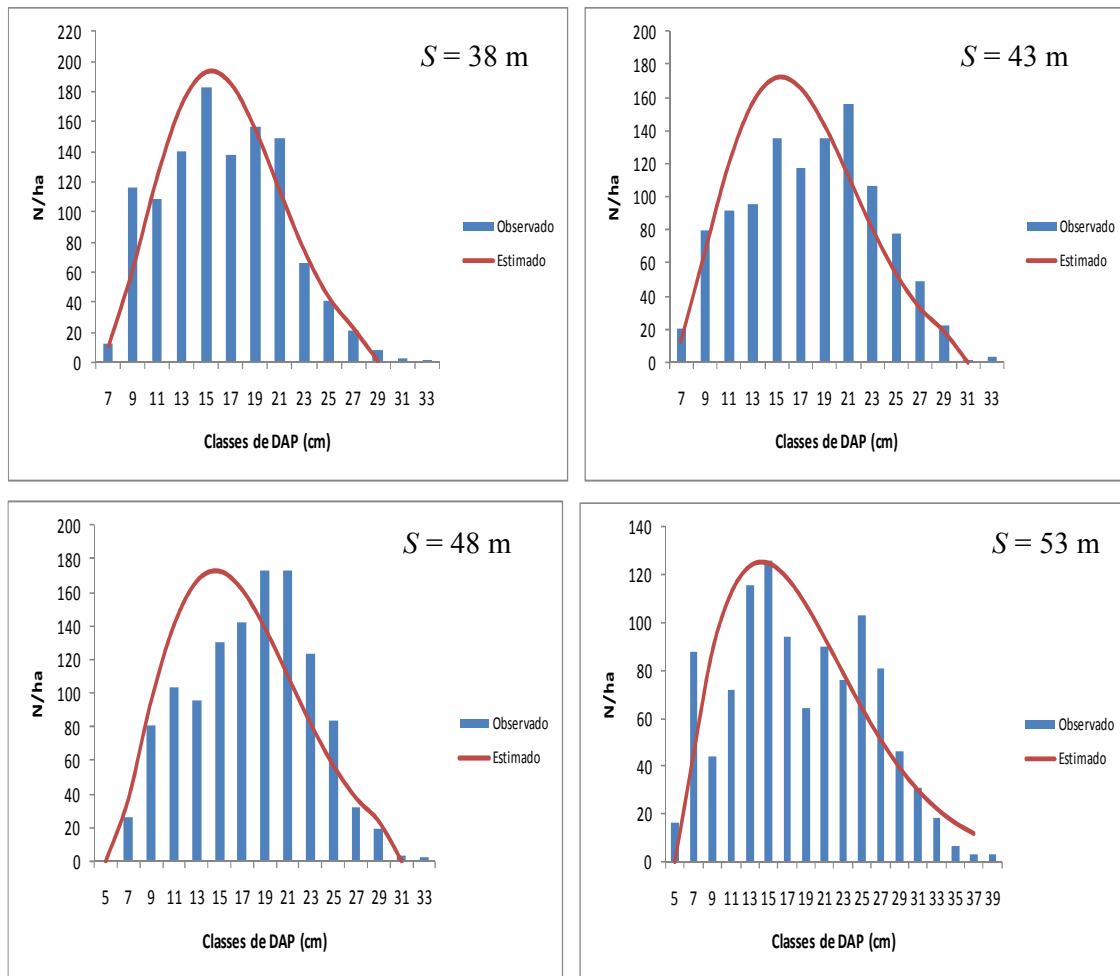 S = 38 m
220
200
180
160
140
120
100
80
60
40
20
0
N/ha
7 9 11 13 15 17 19 21 23 25 27 29 31 33
Classes de DAP (cm)
Observado
Estimado
S = 43 m
200
180
160
140
120
100
80
60
40
20
0
N/ha
7 9 11 13 15 17 19 21 23 25 27 29 31 33
Classes de DAP (cm)
Observado
Estimado
S = 48 m
200
180
160
140
120
100
80
60
40
20
0
N/ha
5 7 9 11 13 15 17 19 21 23 25 27 29 31 33
Classes de DAP (cm)
Observado
Estimado
S = 53 m
140
120
100
80
60
40
20
0
N/ha
5 7 9 11 13 15 17 19 21 23 25 27 29 31 33 35 37 39
Classes de DAP (cm)
Observado
Estimado